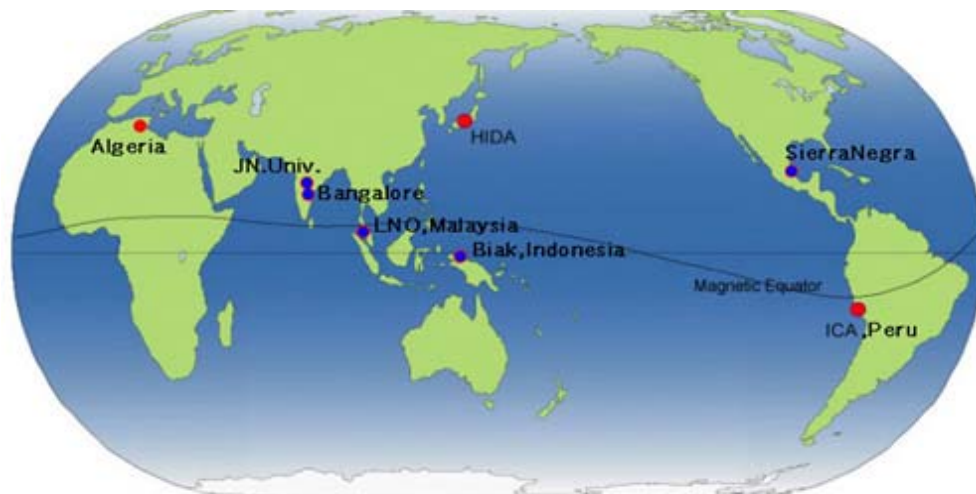 Algeria
HIDA
SierraNegra
JN.Univ.
Bangalore
LNO,Malaysia
Biak,Indonesia
Magnetic Equator
ICA,Peru